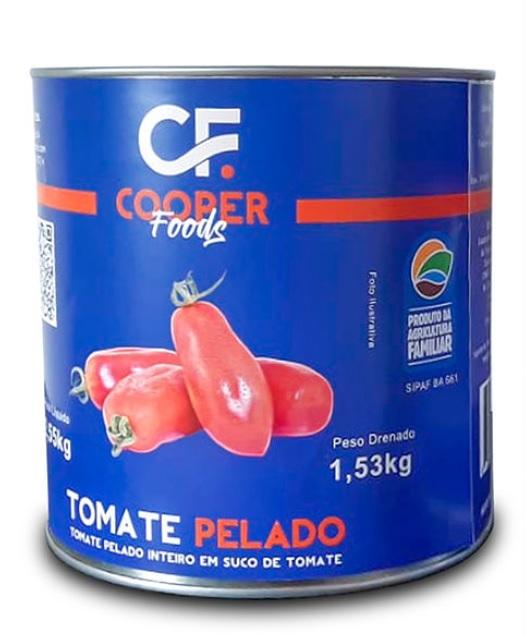 CF.
COOPER
Foods
Foto Ilustrativa
PRODUTO DA
AGRICULTURA
FAMILIAR
SIPAF BA 661
Peso Drenado
1,53kg
TOMATE PELADO
TOMATE PELADO INTEIRO EM SUCO DE TOMATE